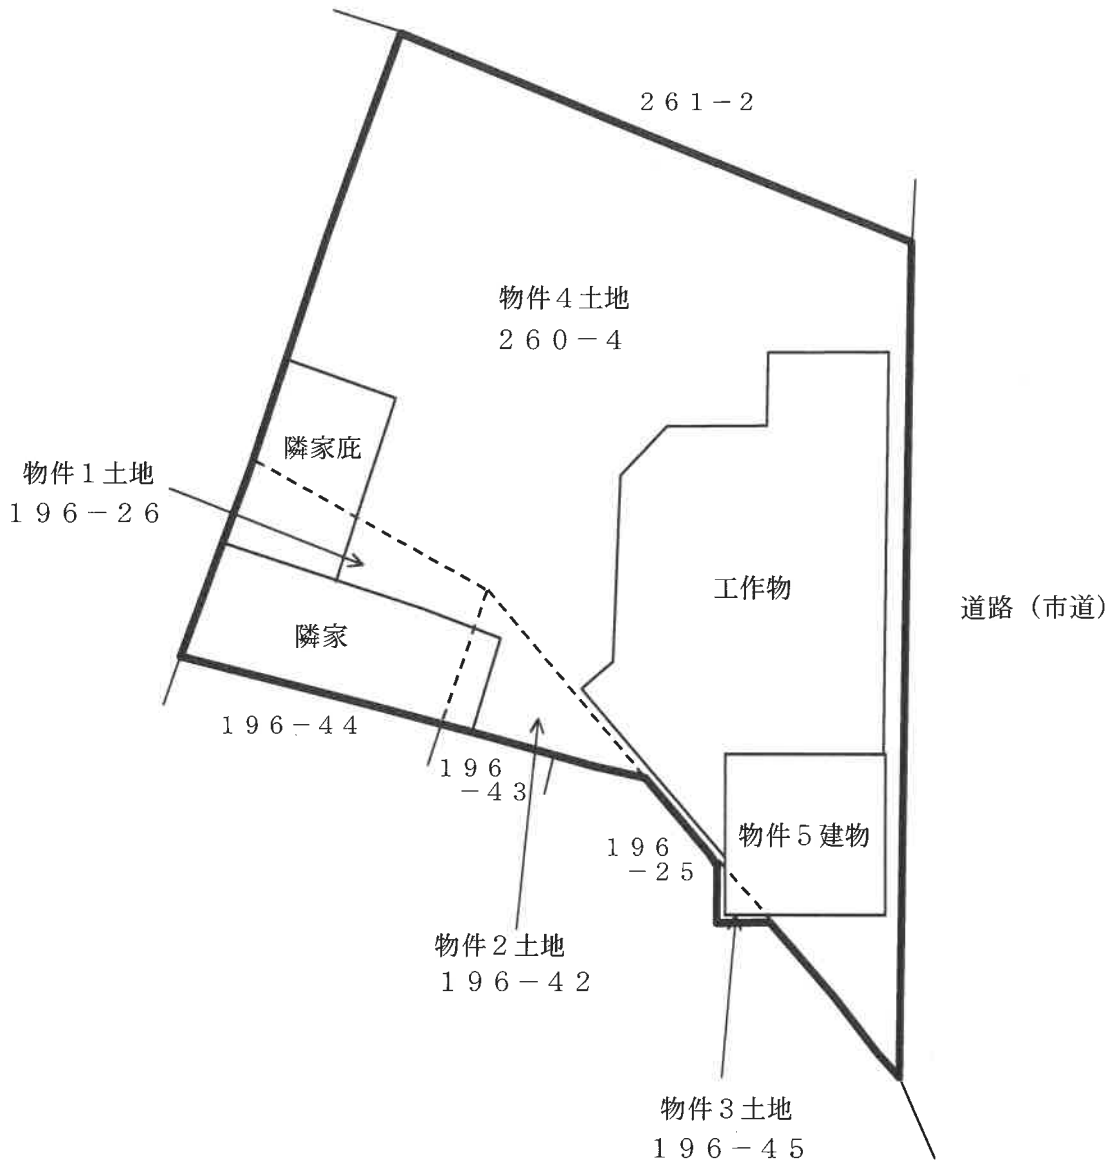 ２６１－２
物件４土地
２６０－４
隣家庇
物件１土地
１９６－２６
工作物
道路（市道）
隣家
１９６－４４
１９６
－４３
物件５建物
１９６
－２５
物件２土地
１９６－４２
物件３土地
１９６－４５